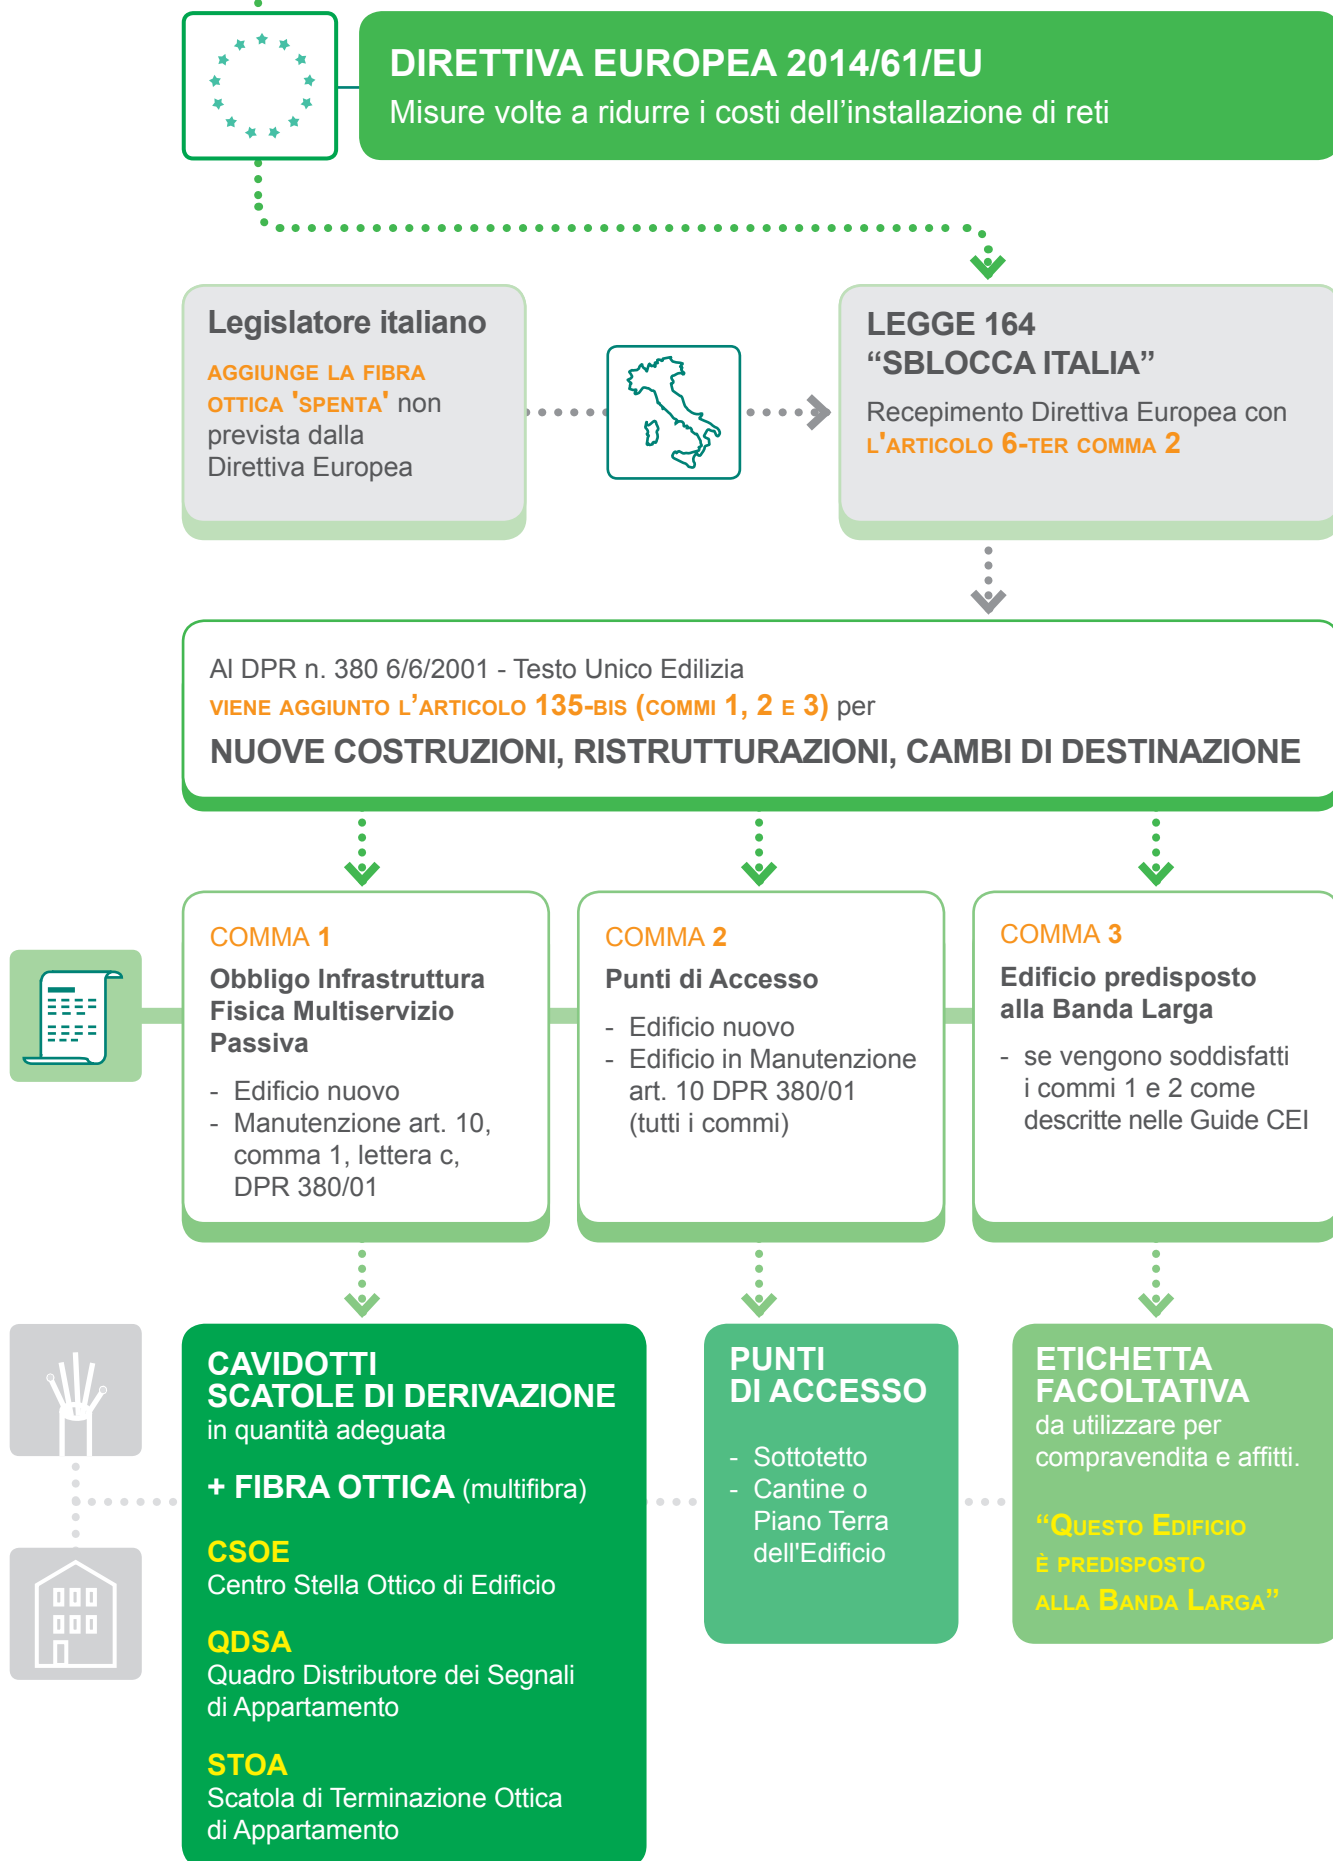 DIRETTIVA EUROPEA 2014/61/EU
Misure volte a ridurre i costi dell’installazione di reti
Legislatore italiano
AGGIUNGE LA FIBRA
OTTICA 'SPENTA' non
prevista dalla
Direttiva Europea
LEGGE 164
“SBLOCCA ITALIA”
Recepimento Direttiva Europea con
L'ARTICOLO 6-TER COMMA 2
Al DPR n. 380 6/6/2001 - Testo Unico Edilizia
VIENE AGGIUNTO L’ARTICOLO 135-BIS (COMMI 1, 2 E 3) per
NUOVE COSTRUZIONI, RISTRUTTURAZIONI, CAMBI DI DESTINAZIONE
COMMA 1
Obbligo Infrastruttura
Fisica Multiservizio
Passiva
- Edificio nuovo
- Manutenzione art. 10,
comma 1, lettera c,
DPR 380/01
COMMA 2
Punti di Accesso
- Edificio nuovo
- Edificio in Manutenzione
art. 10 DPR 380/01
(tutti i commi)
COMMA 3
Edificio predisposto
alla Banda Larga
- se vengono soddisfatti
i commi 1 e 2 come
descritte nelle Guide CEI
CAVIDOTTI
SCATOLE DI DERIVAZIONE
in quantità adeguata
+ FIBRA OTTICA (multifibra)
CSOE
Centro Stella Ottico di Edificio
QDSA
Quadro Distributore dei Segnali
di Appartamento
STOA
Scatola di Terminazione Ottica
di Appartamento
PUNTI
DI ACCESSO
- Sottotetto
- Cantine o
Piano Terra
dell'Edificio
ETICHETTA
FACOLTATIVA
da utilizzare per
compravendita e affitti.
“QUESTO EDIFICIO
È PREDISPOSTO
ALLA BANDA LARGA”